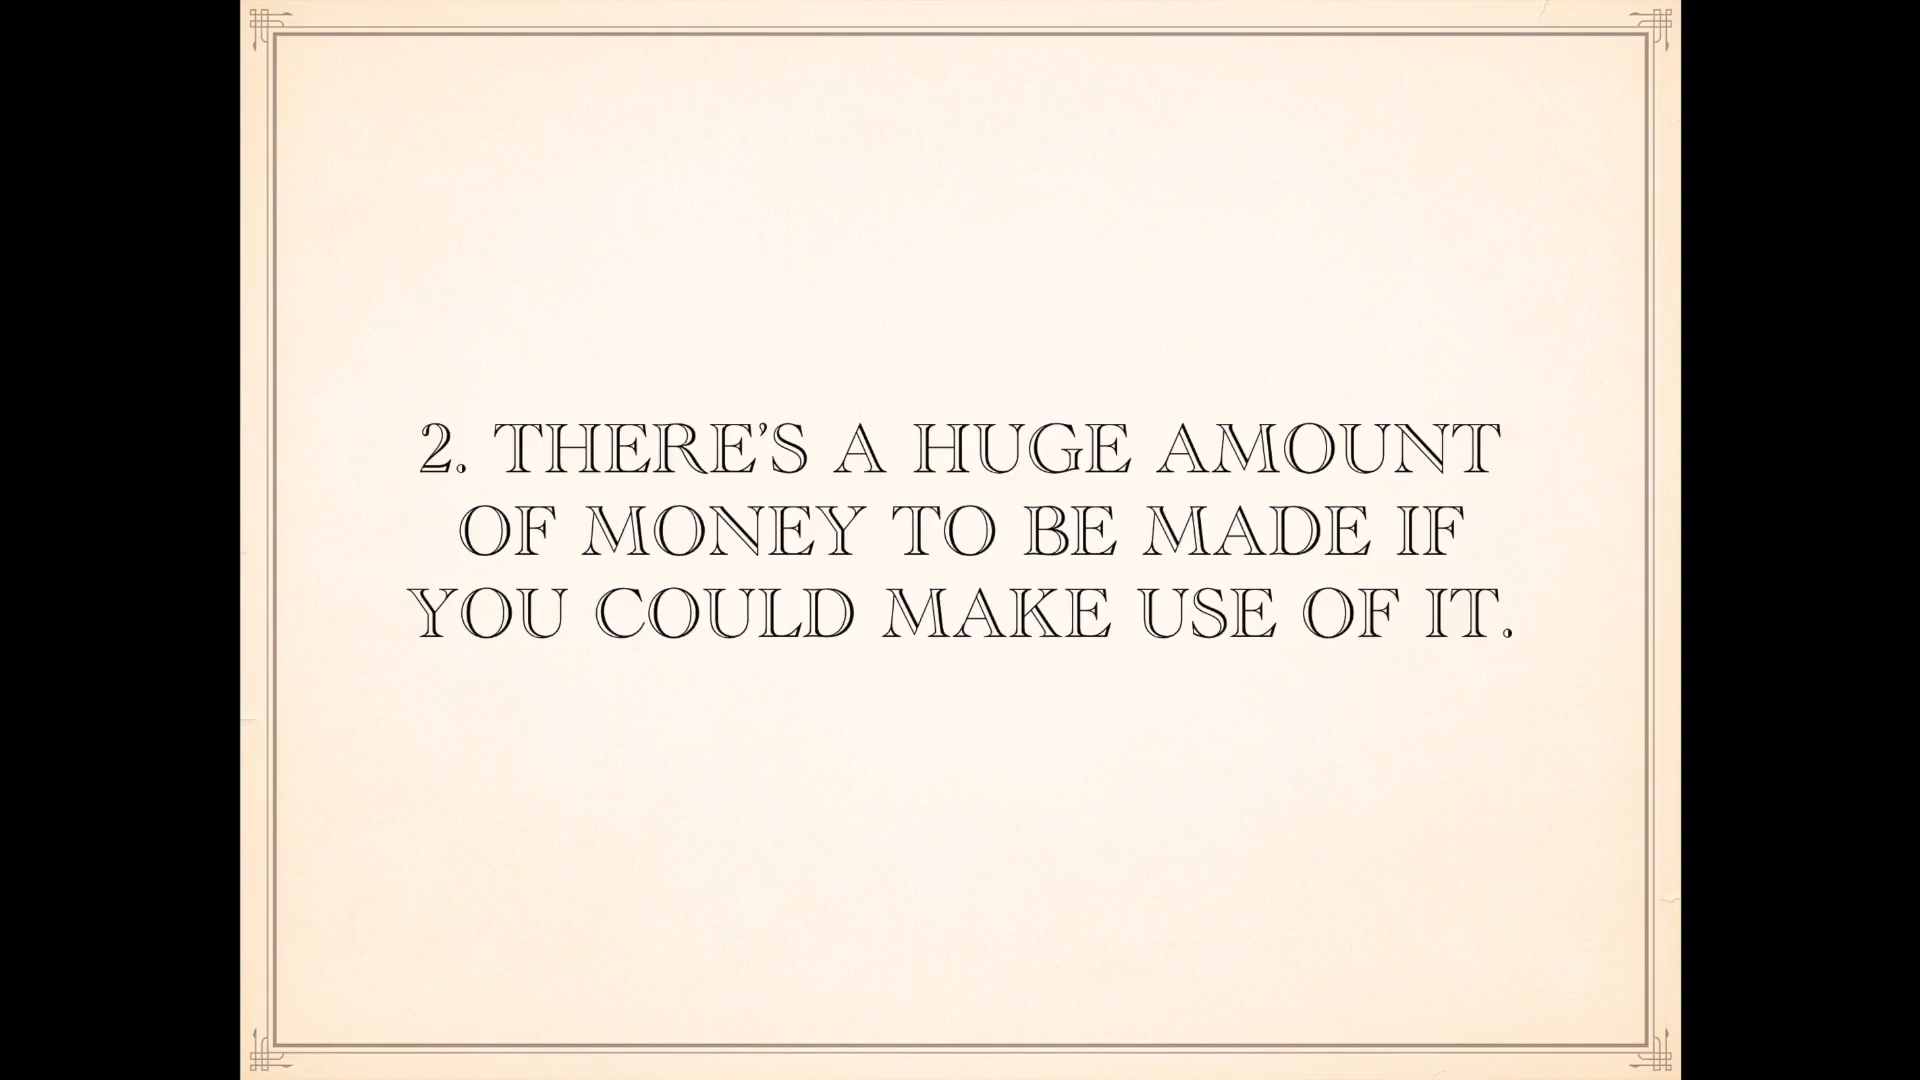 2. THERE’S A HUGE AMOUNT
OF MONEY TO BE MADE IF
YOU COULD MAKE USE OF IT.